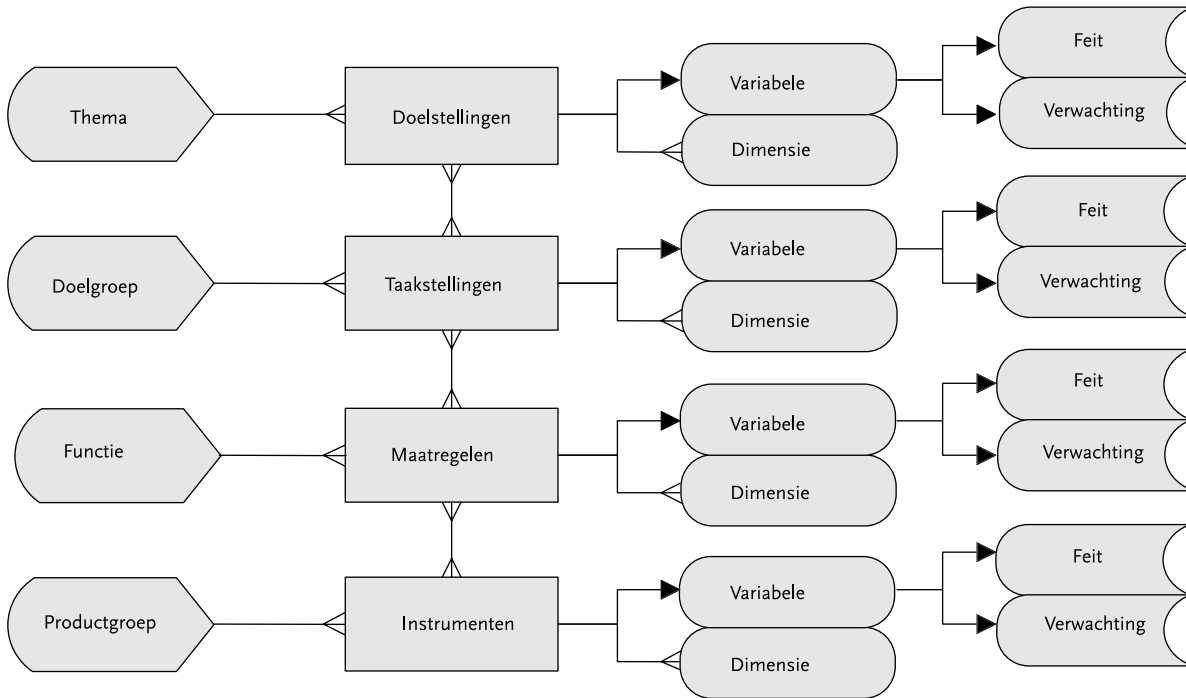 Thema
Doelstellingen
Variabele
Dimensie
Feit
Verwachting
Doelgroep
Taakstellingen
Variabele
Dimensie
Feit
Verwachting
Functie
Maatregelen
Variabele
Dimensie
Feit
Verwachting
Productgroep
Instrumenten
Variabele
Dimensie
Feit
Verwachting